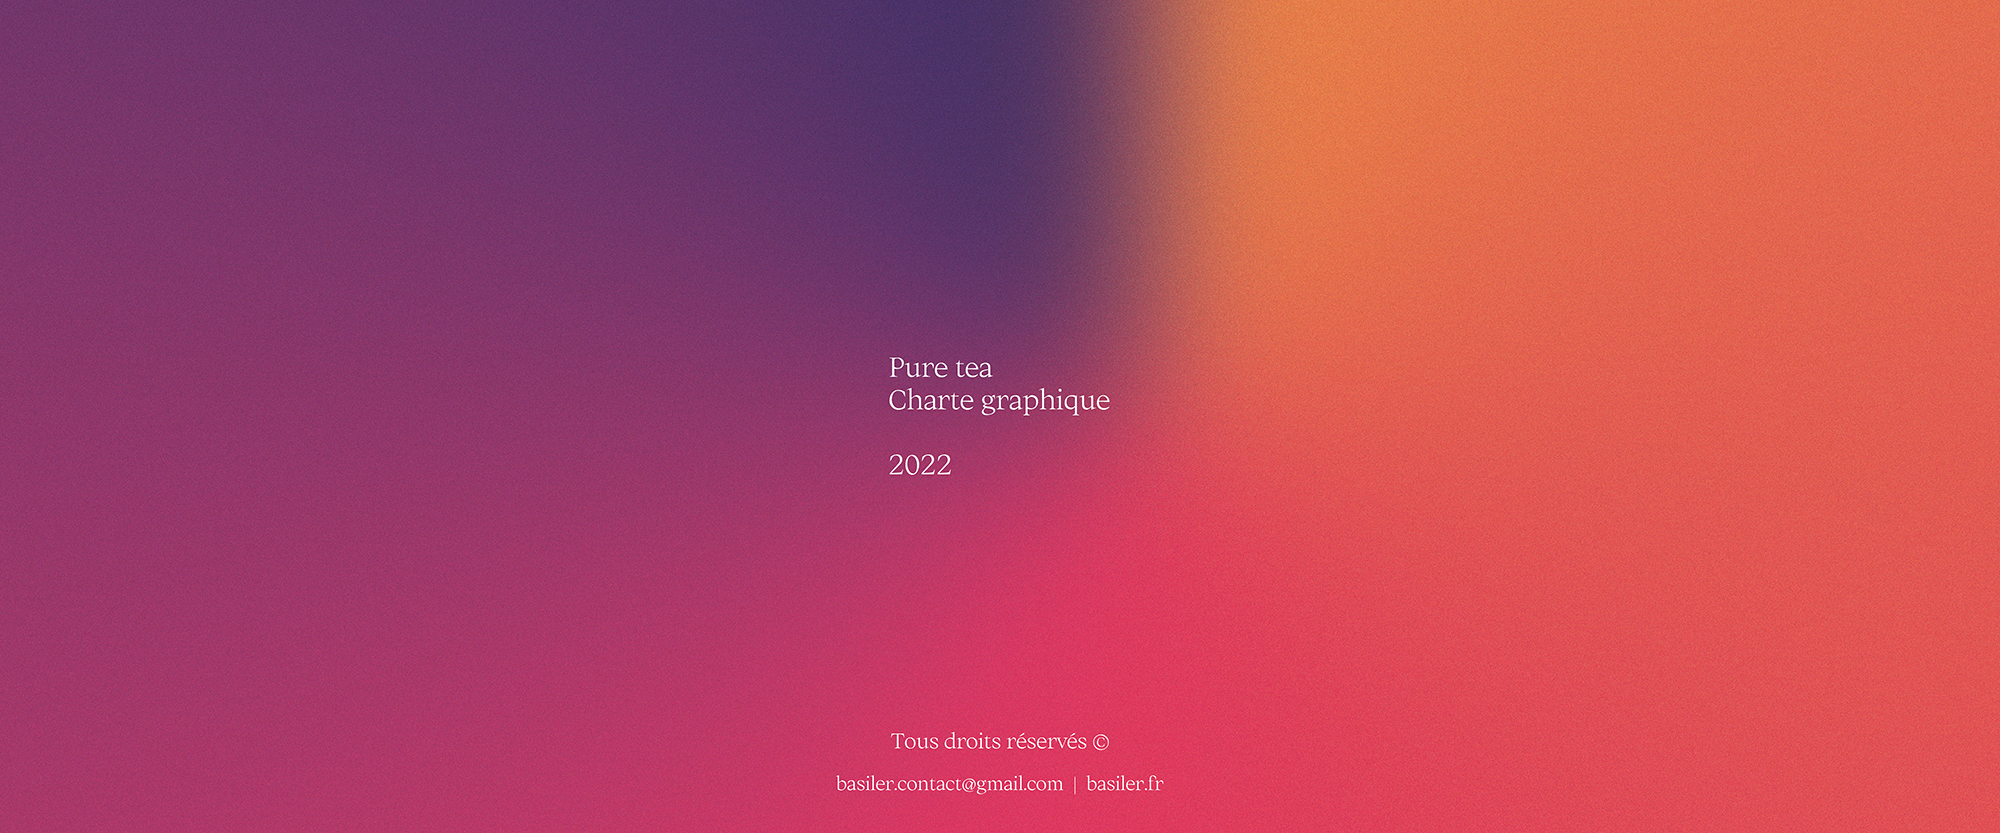 Pure tea
Charte graphique
2022
Tous droits réservés ©
basiler.contact@gmail.com | basiler.fr